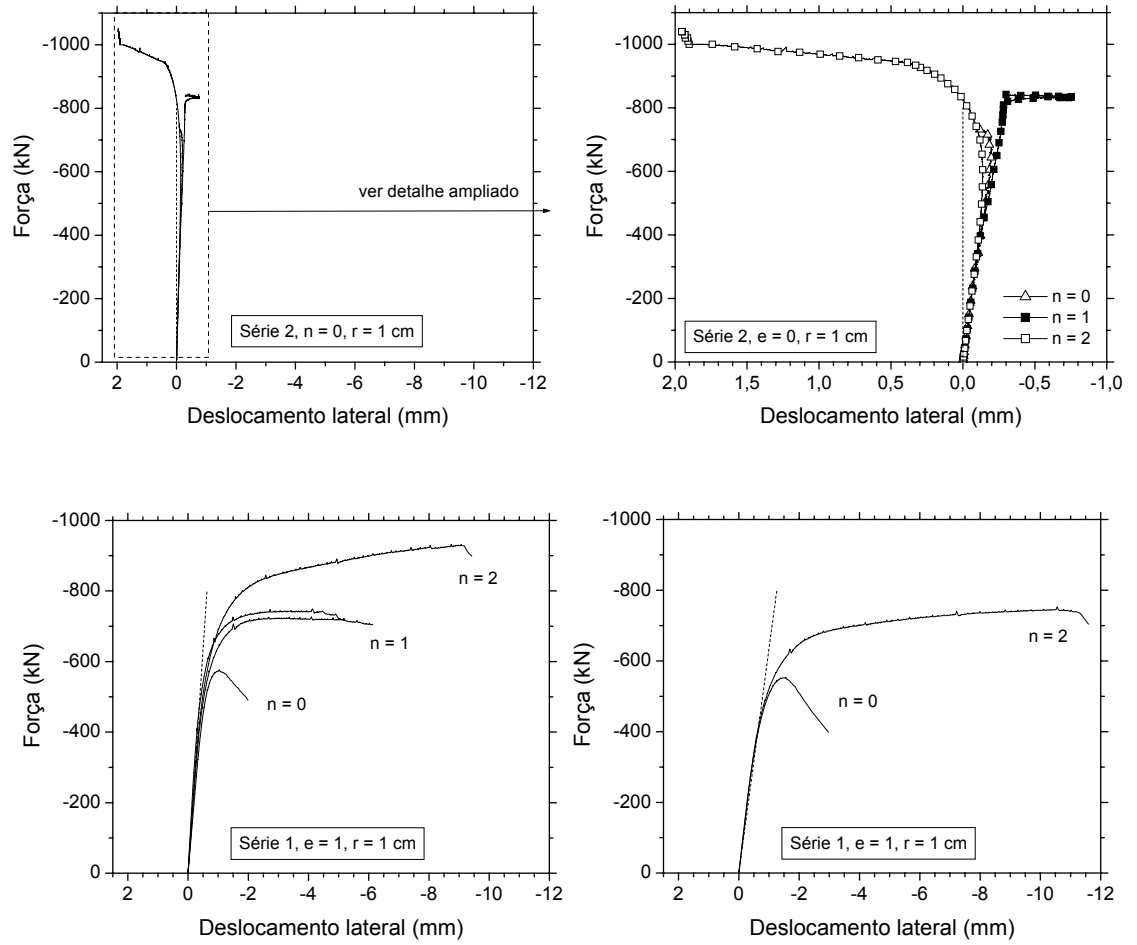 -1000
-800
-600
-400
-200
0
Força (kN)
2
0
-2
-4
-6
-8
-10
-12
Deslocamento lateral (mm)
ver detalhe ampliado
Série 2, n = 0, r = 1 cm
-1000
-800
-600
-400
-200
0
Força (kN)
2,0
1,5
1,0
0,5
0,0
-0,5
-1,0
Deslocamento lateral (mm)
Série 2, e = 0, r = 1 cm
n = 0
n = 1
n = 2
-1000
-800
-600
-400
-200
0
Força (kN)
2
0
-2
-4
-6
-8
-10
-12
Deslocamento lateral (mm)
n = 2
n = 1
n = 0
Série 1, e = 1, r = 1 cm
-1000
-800
-600
-400
-200
0
Força (kN)
2
0
-2
-4
-6
-8
-10
-12
Deslocamento lateral (mm)
n = 2
n = 0
Série 1, e = 1, r = 1 cm